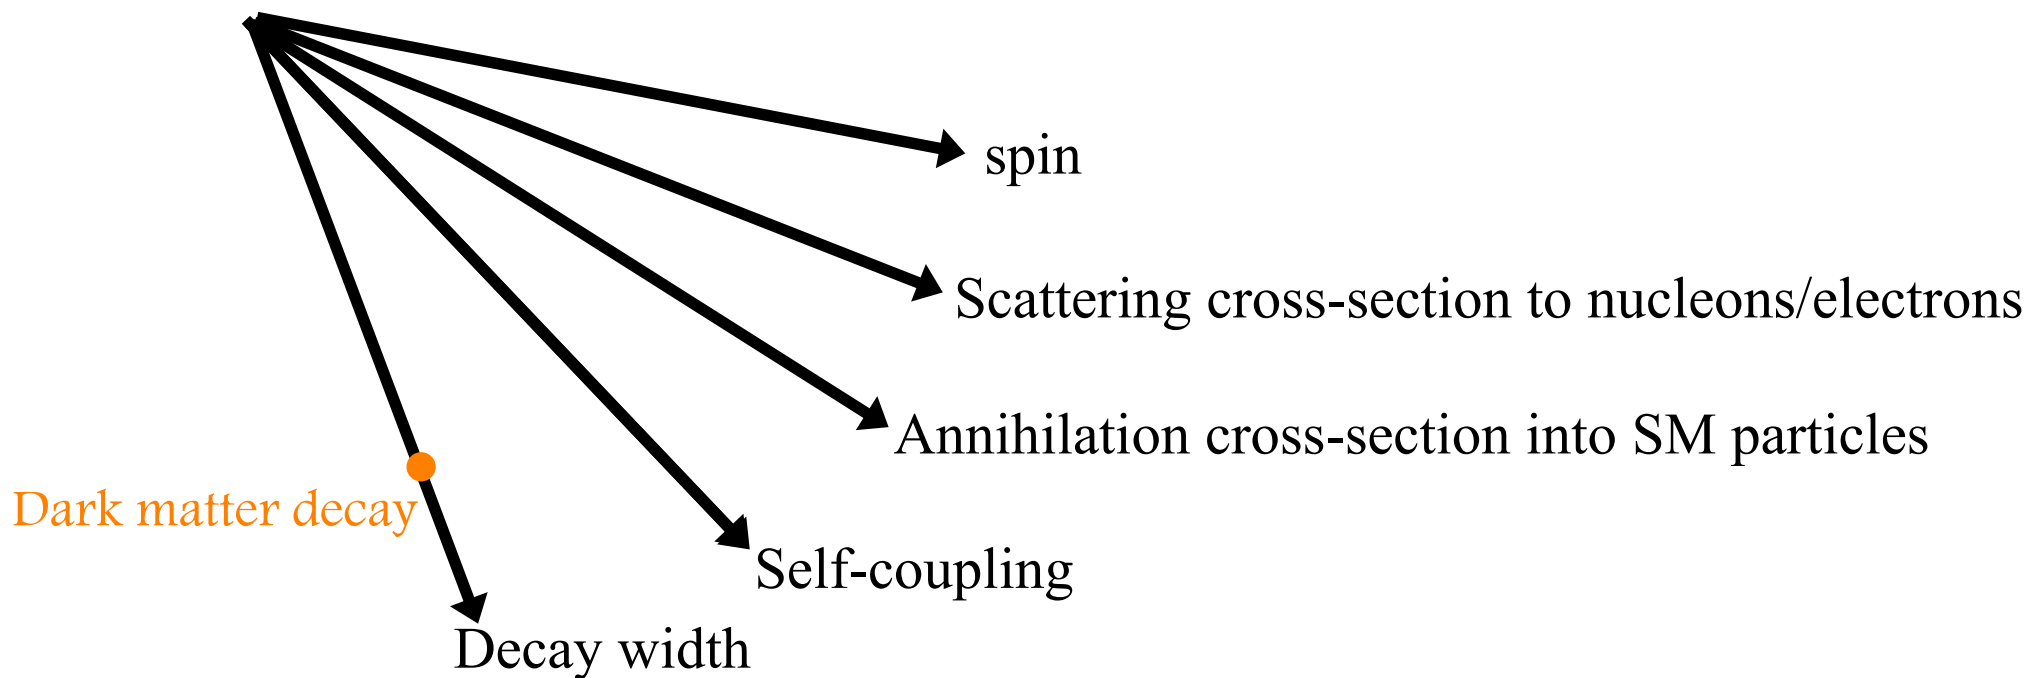 spin
Scattering cross-section to nucleons/electrons
Annihilation cross-section into SM particles
Dark matter decay
Self-coupling
Decay width